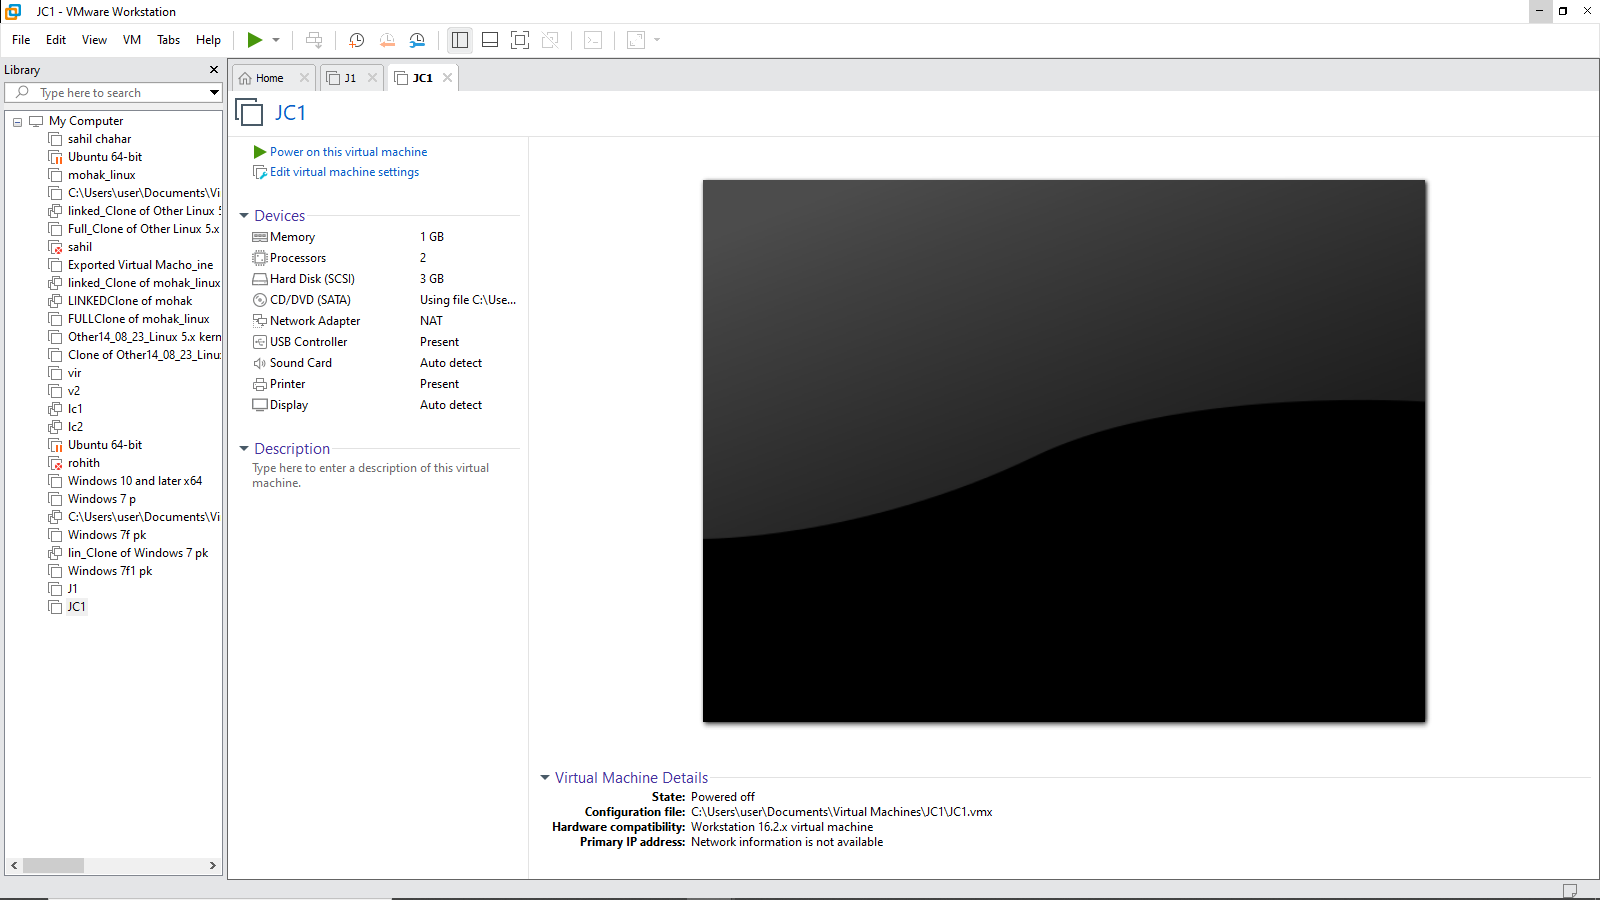 JC1 - VMware Workstation
File Edit View VM Tabs Help
Library
Type here to search
My Computer
sahil chahar
Ubuntu 64-bit
mohak_linux
C:\Users\user\Documents\Vi
linked_Clone of Other Linux 5
Full_Clone of Other Linux 5.x
sahil
Exported Virtual Macho_ine
linked_Clone of mohak_linux
LINKEDClone of mohak
FULLClone of mohak_linux
Other14_08_23_Linux 5.x kern
Clone of Other14_08_23_Linu
vir
v2
lc1
lc2
Ubuntu 64-bit
rohith
Windows 10 and later x64
Windows 7 p
C:\Users\user\Documents\Vi
Windows 7f pk
lin_Clone of Windows 7 pk
Windows 7f1 pk
J1
JC1
Home J1 JC1
JC1
Power on this virtual machine
Edit virtual machine settings
Devices
Memory 1 GB
Processors 2
Hard Disk (SCSI) 3 GB
CD/DVD (SATA) Using file C:\Use...
Network Adapter NAT
USB Controller Present
Sound Card Auto detect
Printer Present
Display Auto detect
Description
Type here to enter a description of this virtual
machine.
Virtual Machine Details
State: Powered off
Configuration file: C:\Users\user\Documents\Virtual Machines\JC1\JC1.vmx
Hardware compatibility: Workstation 16.2.x virtual machine
Primary IP address: Network information is not available